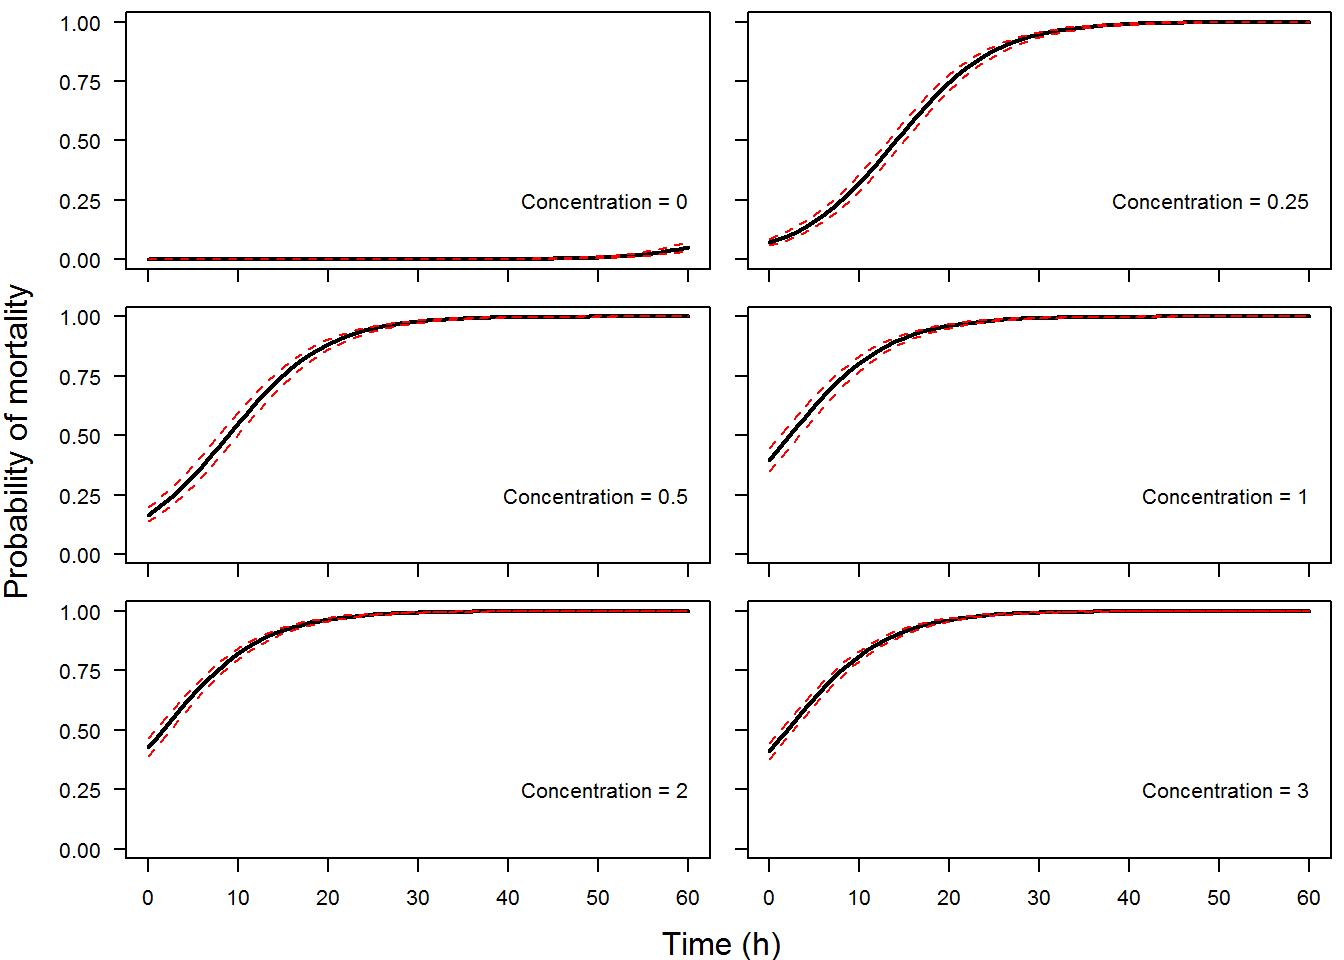 Probability of mortality
1.00
0.75
0.50
0.25
0.00
Concentration = 0
Concentration = 0.25
1.00
0.75
0.50
0.25
0.00
Concentration = 0.5
Concentration = 1
1.00
0.75
0.50
0.25
0.00
Concentration = 2
Concentration = 3
0 10 20 30 40 50 60
0 10 20 30 40 50 60
Time (h)